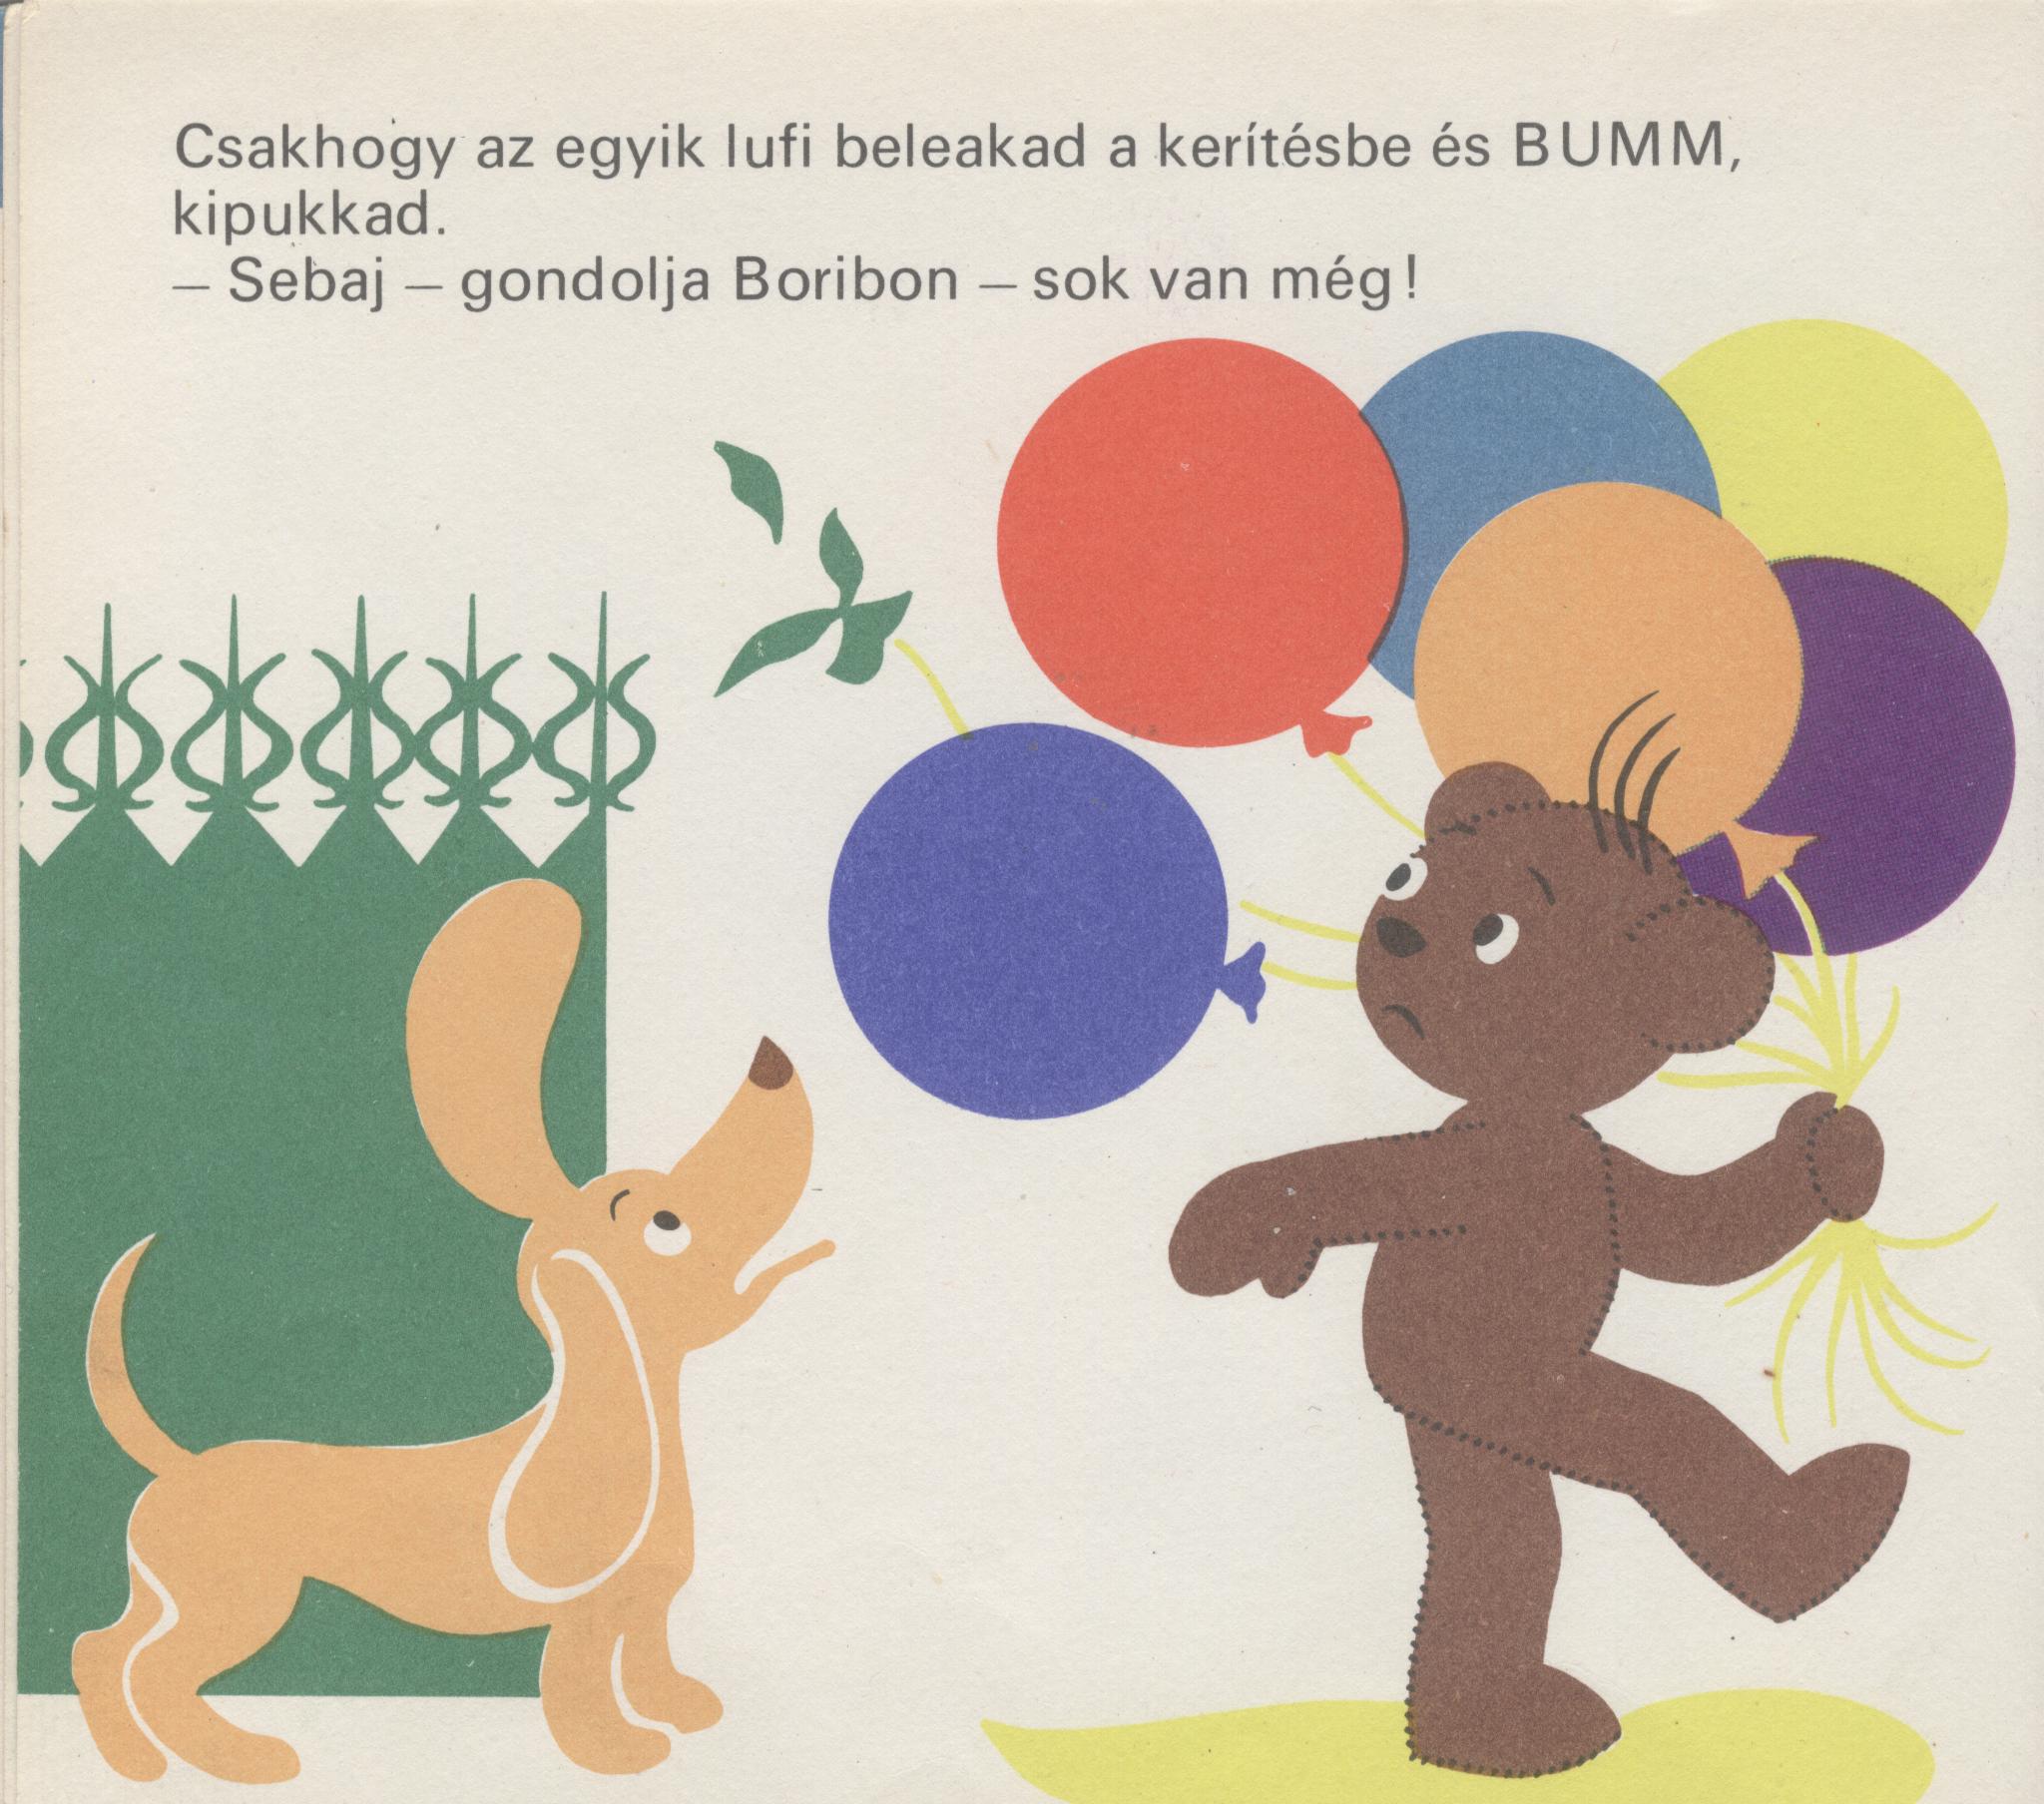 Csakhogy az egyik lufi beleakad a kerítésbe és BUMM,
kipukkad.
– Sebaj – gondolja Boribon – sok van még!